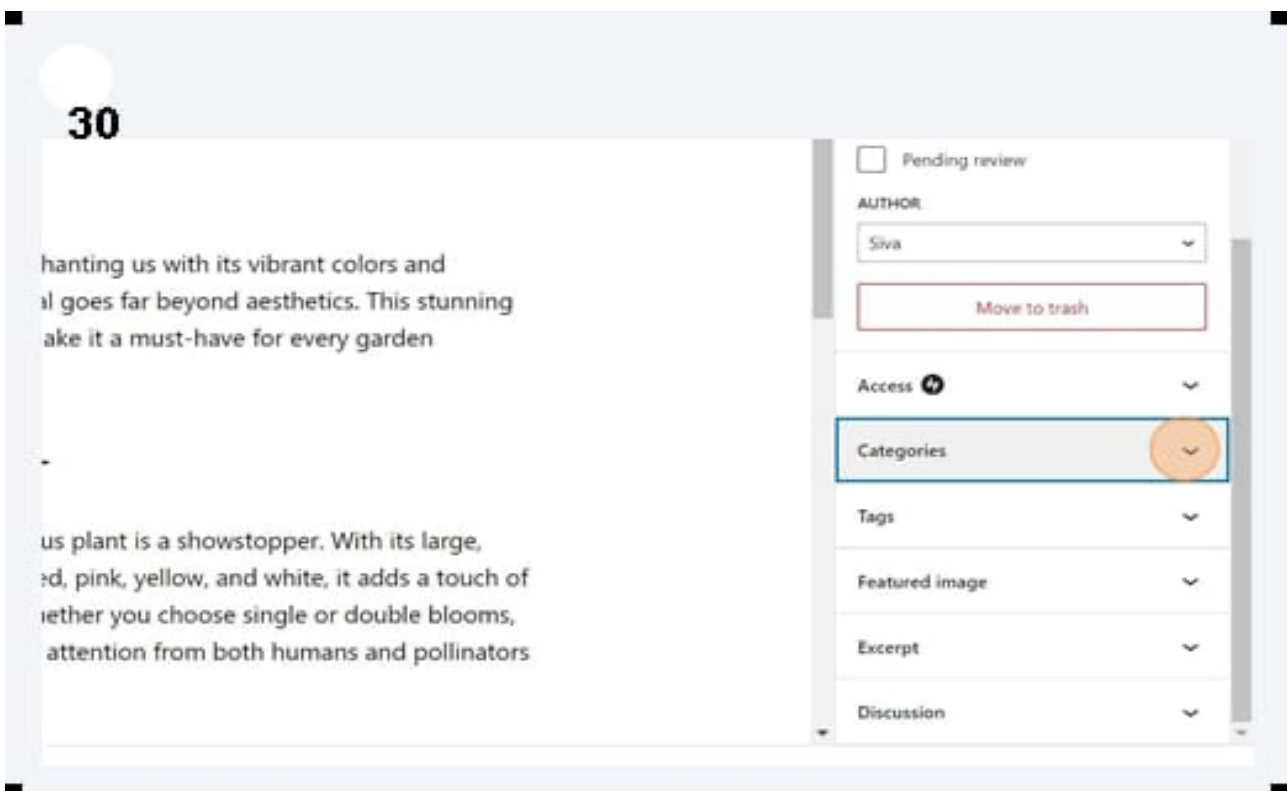 30
hanting us with its vibrant colors and
al goes far beyond aesthetics. This stunning
ake it a must-have for every garden
us plant is a showstopper. With its large,
ed, pink, yellow, and white, it adds a touch of
hether you choose single or double blooms,
attention from both humans and pollinators
Pending review
AUTHOR
Siva
Move to trash
Access
Categories
Tags
Featured image
Excerpt
Discussion